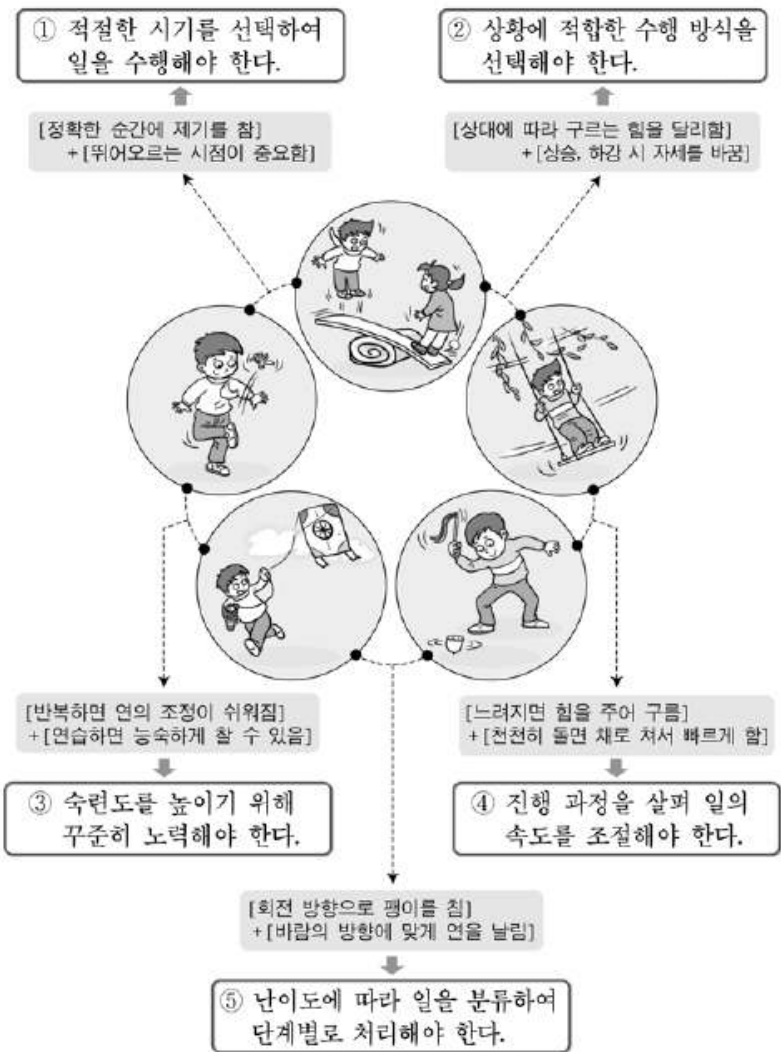 ① 적절한 시기를 선택하여
일을 수행해야 한다.
② 상황에 적합한 수행 방식을
선택해야 한다.
[정확한 순간에 제기를 참]
+[뛰어오르는 시점이 중요함]
[상대에 따라 구르는 힘을 달리함]
+[상승, 하강 시 자세를 바꿈]
[반복하면 연의 조정이 쉬워짐]
+[연습하면 능숙하게 찰 수 있음]
③ 숙련도를 높이기 위해
꾸준히 노력해야 한다.
[느려지면 힘을 주어 구름]
+[천천히 돌면 채로 쳐서 빠르게 함]
④ 진행 과정을 살펴 일의
속도를 조절해야 한다.
[회전 방향으로 팽이를 침]
+[바람의 방향에 맞게 연을 날림]
⑤ 난이도에 따라 일을 분류하여
단계별로 처리해야 한다.